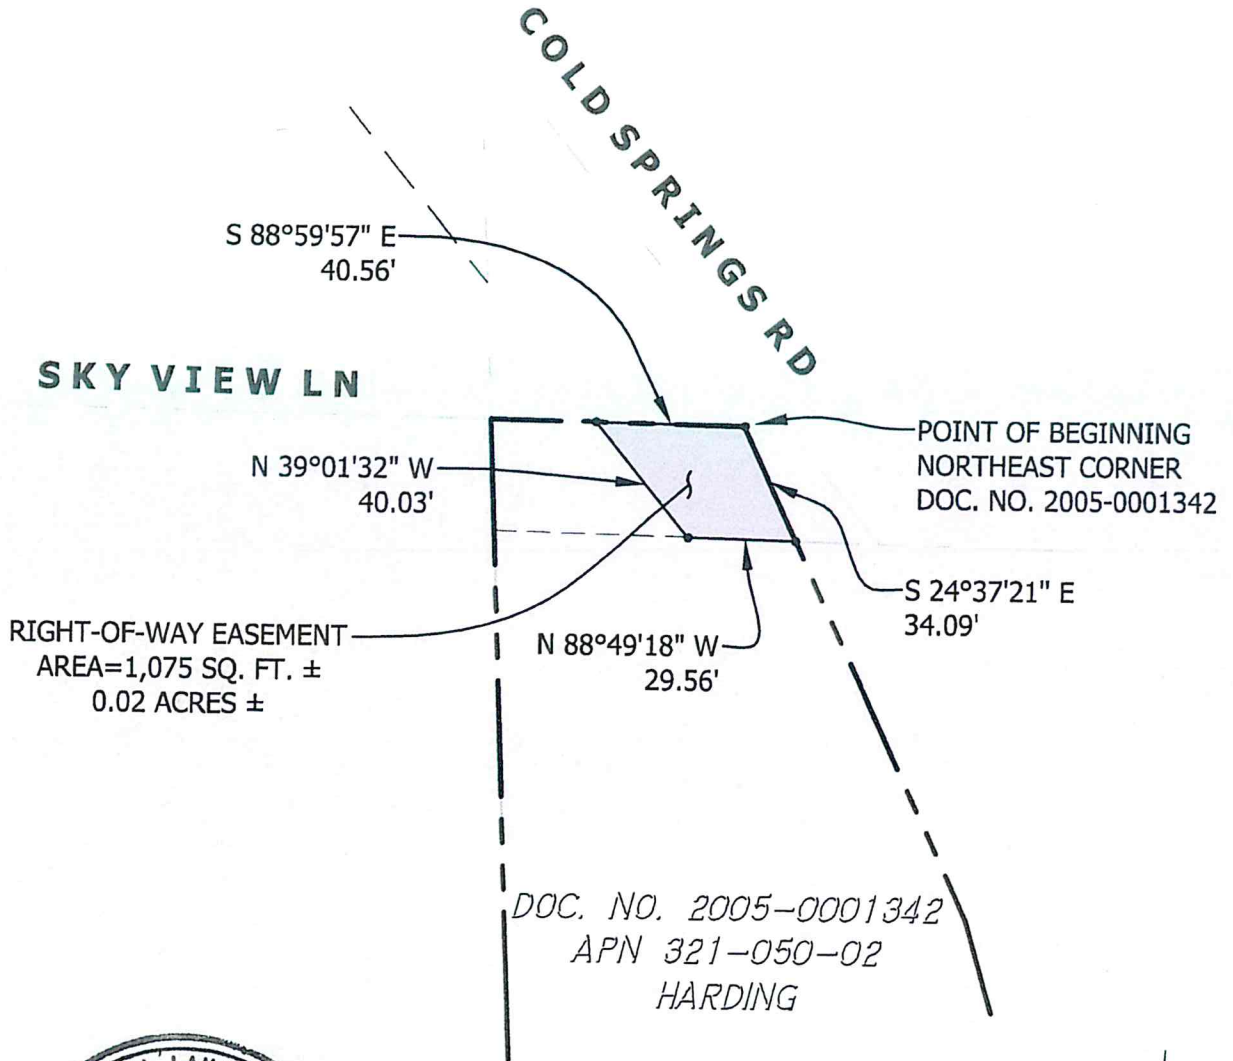 COLD SPRINGS RD
S 88°59'57" E
40.56'
SKY VIEW LN
POINT OF BEGINNING
NORTHEAST CORNER
DOC. NO. 2005-0001342
N 39°01'32" W
40.03'
S 24°37'21" E
34.09'
RIGHT-OF-WAY EASEMENT
AREA=1,075 SQ. FT. ±
0.02 ACRES ±
N 88°49'18" W
29.56'
DOC. NO. 2005-0001342
APN 321-050-02
HARDING